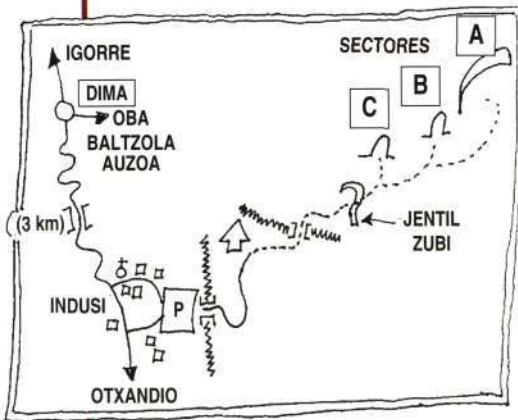 IGORRE
SECTORES
A
DIMA
B
OBA
C
BALTZOLA
AUZOA
(3 km)
JENTIL
ZUBI
INDUSI
P
OTXANDIO